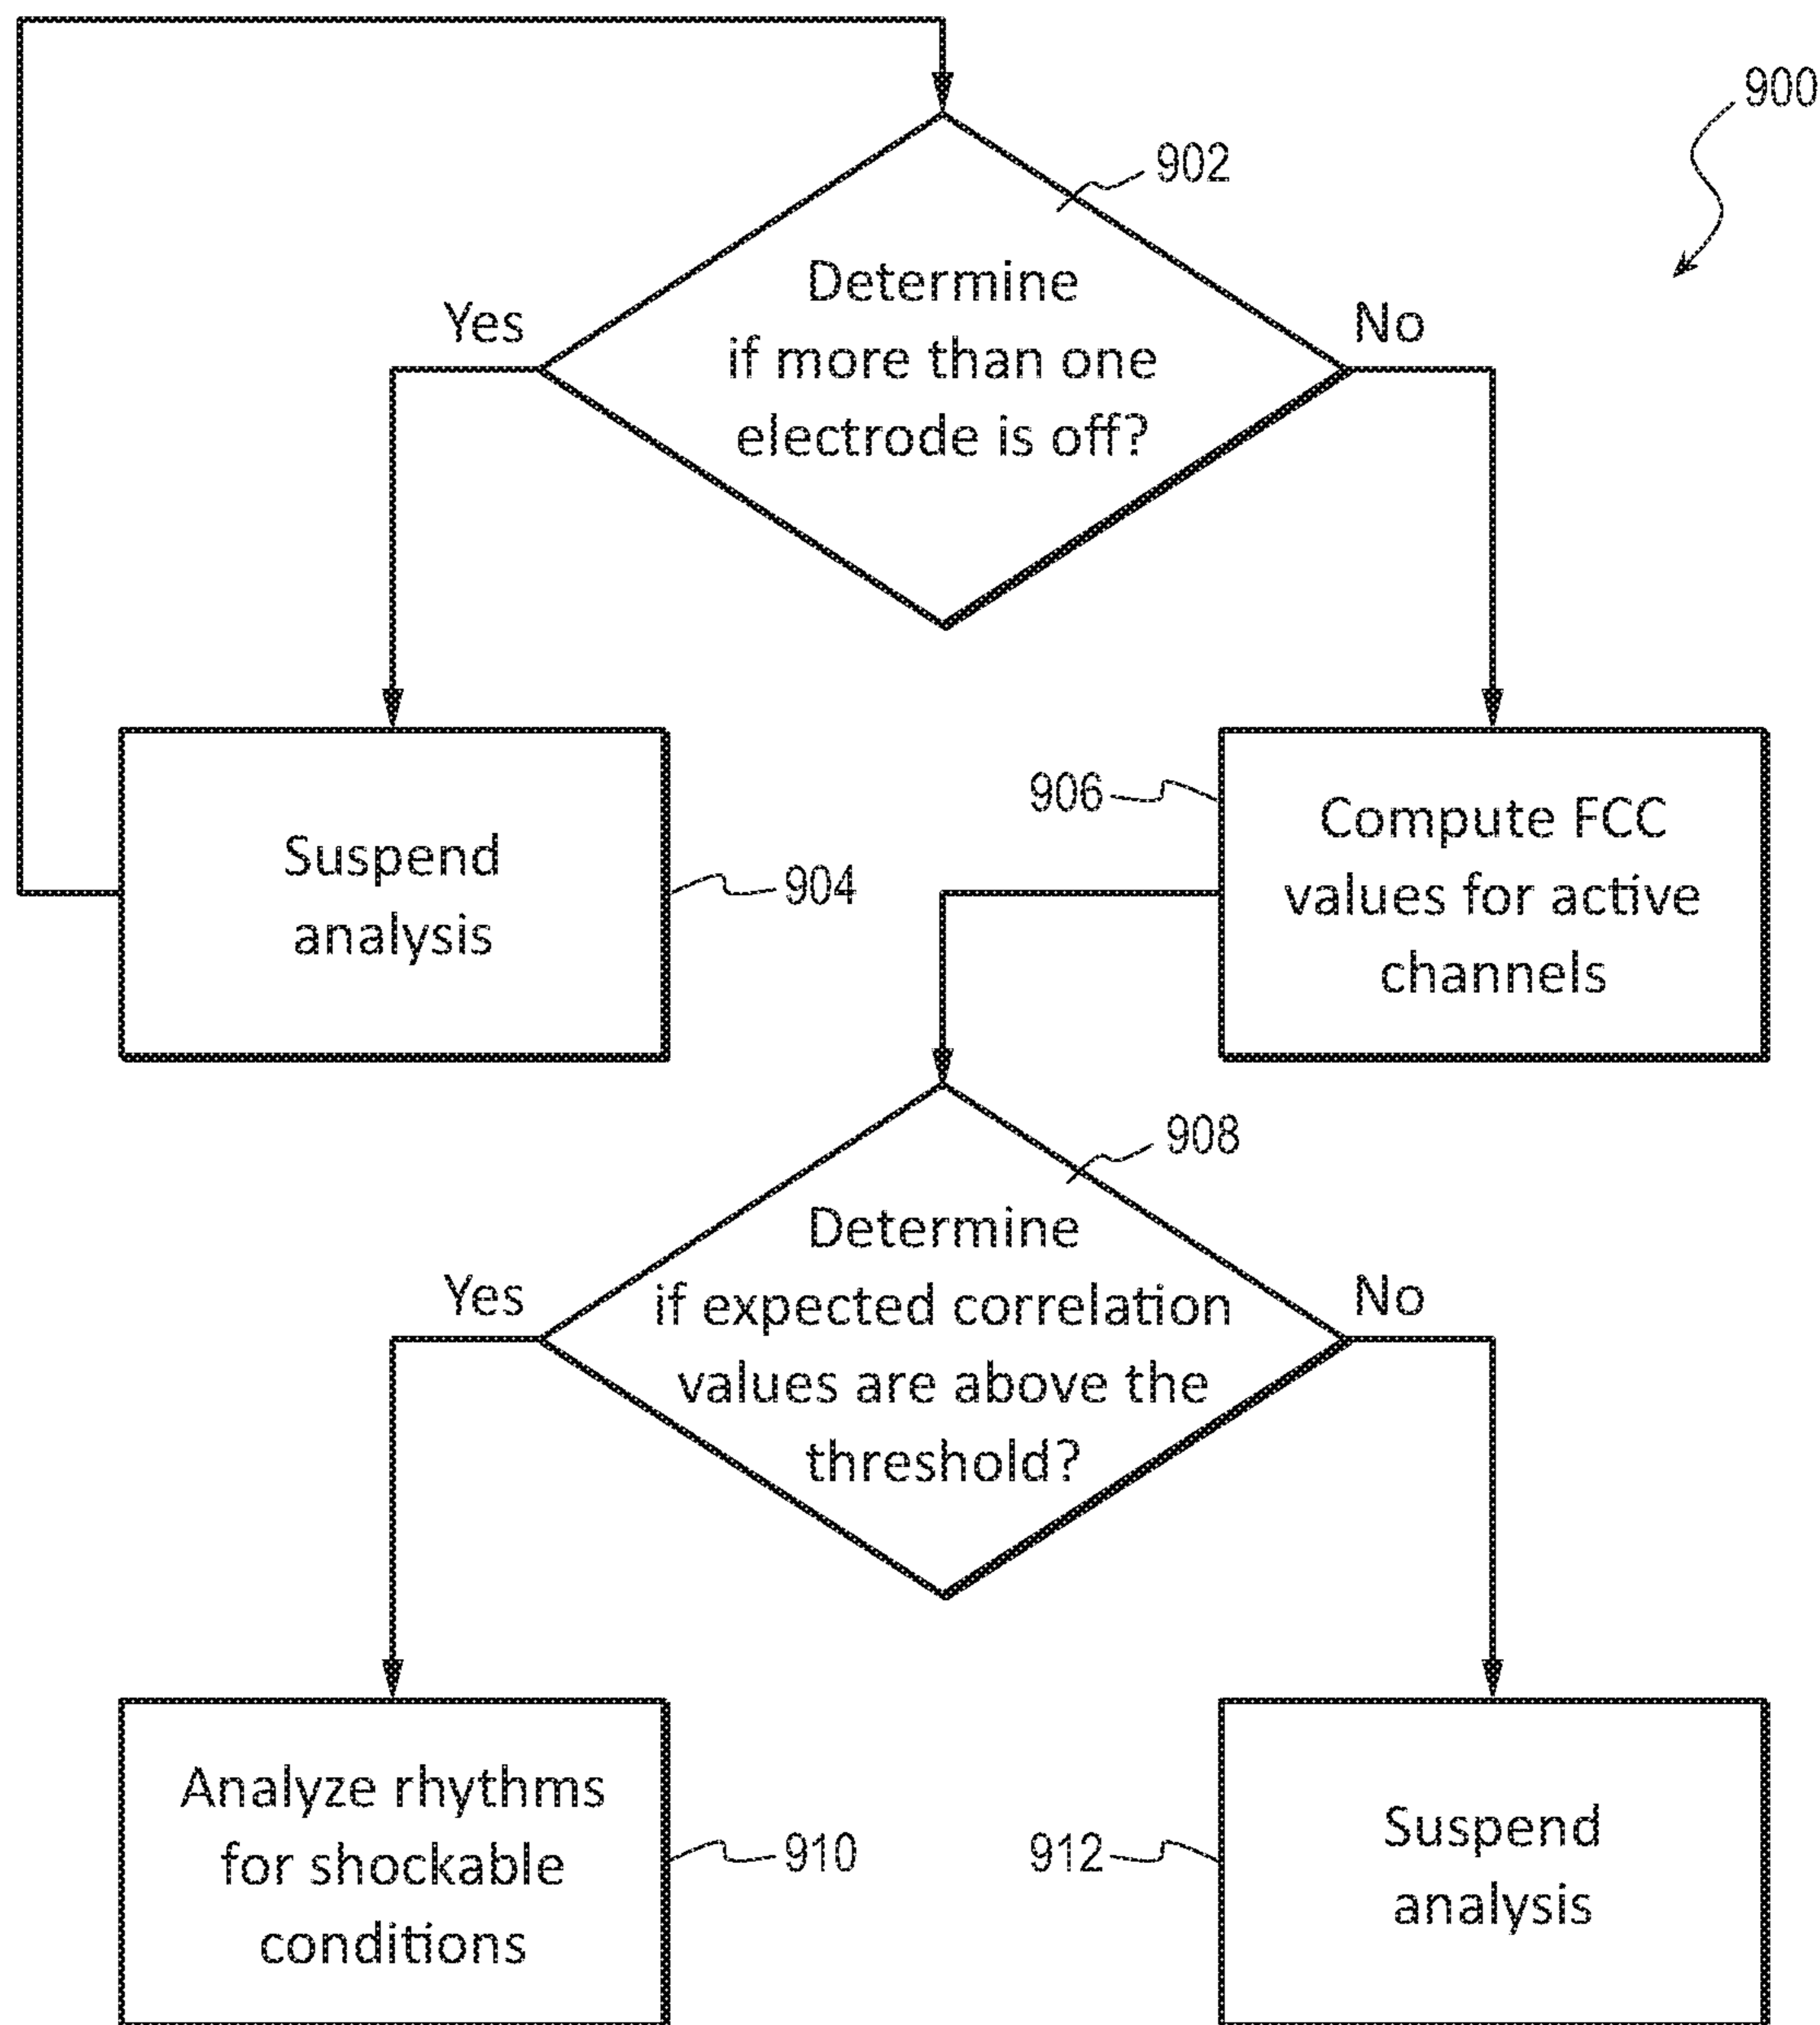 900
902
Determine
if more than one
electrode is off?
Yes
No
Suspend
analysis
904
906
Compute FCC
values for active
channels
908
Determine
if expected correlation
values are above the
threshold?
Yes
No
Analyze rhythms
for shockable
conditions
910
912
Suspend
analysis